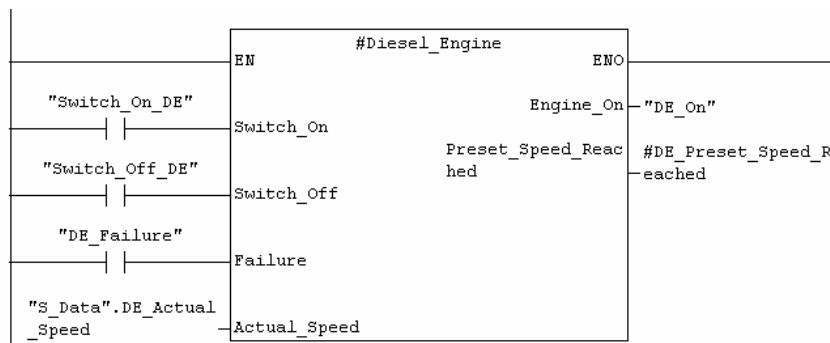 #Diesel_Engine
EN
ENO
"Switch_On_DE"
Switch_On
Engine_On
"DE_On"
"Switch_Off_DE"
Switch_Off
Preset_Speed_Reac
hed
#DE_Preset_Speed_R
eached
"DE_Failure"
Failure
"S_Data".DE_Actual
_Speed
Actual_Speed